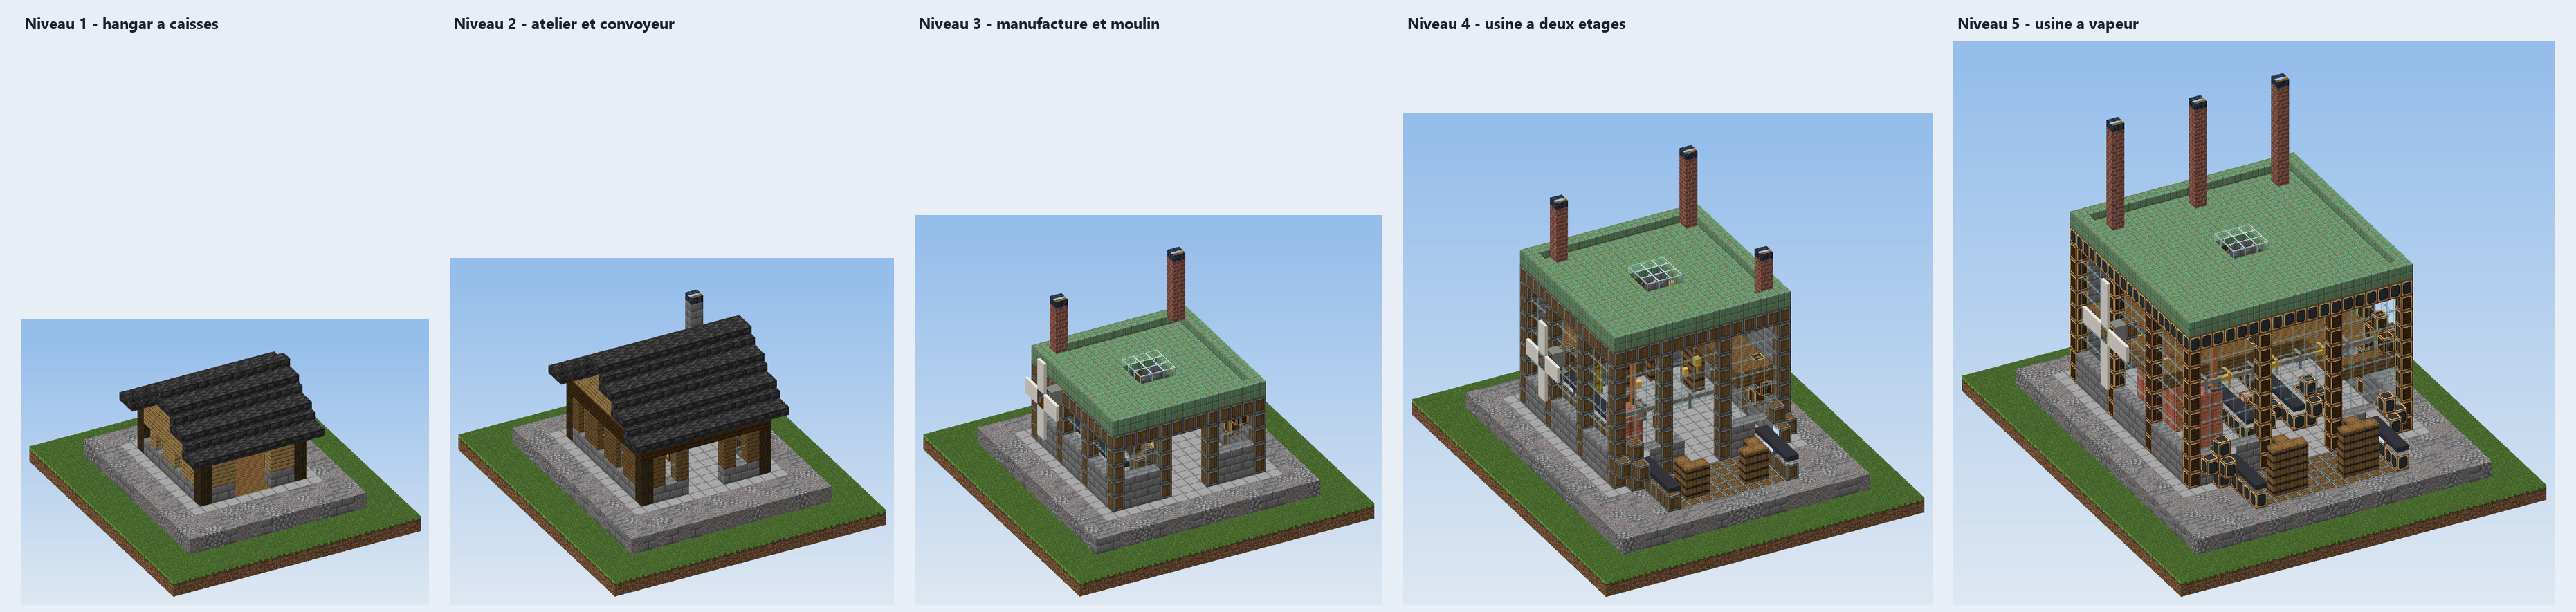 Niveau 1 - hangar a caisses
Niveau 2 - atelier et convoyeur
Niveau 3 - manufacture et moulin
Niveau 4 - usine a deux etages
Niveau 5 - usine a vapeur